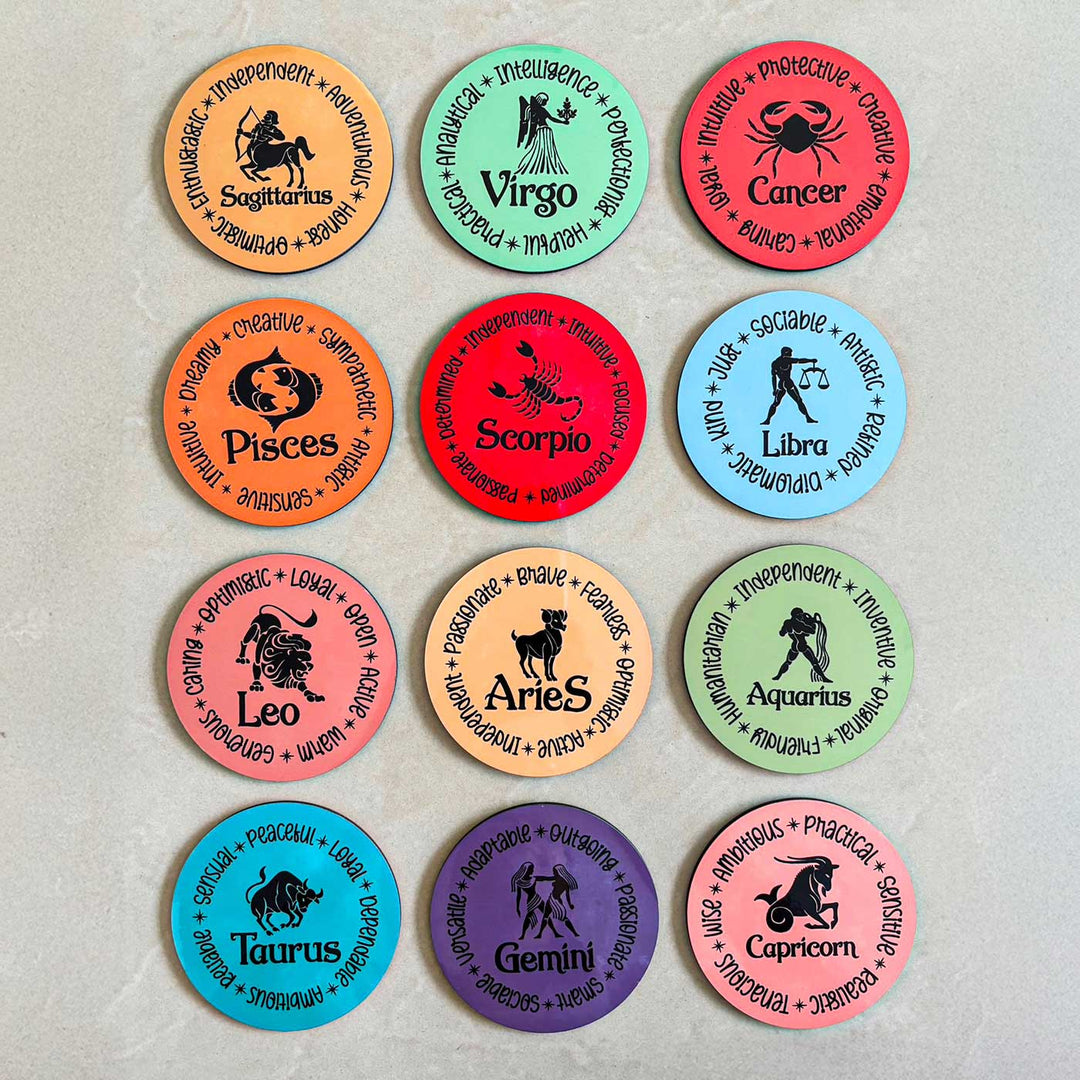 Enthusiastic * Independent * Adventurous * Honest * Optimistic *
Sagittarius
Analytical * Intelligence * Perfectionist * Helpful * Practical *
Virgo
Intuitive * Protective * Creative * Emotional * Caring * Loyal *
Cancer
Dreamy * Creative * Sympathetic * Artistic * Sensitive * Intuitive *
Pisces
Determined * Independent * Intuitive * Focused * Determined * Passionate *
Scorpio
Just * Sociable * Artistic * Refined * Diplomatic * Kind *
Libra
Caring * Optimistic * Loyal * Open * Active * Warm * Generous *
Leo
Passionate * Brave * Fearless * Optimistic * Active * Independent *
AriesS
Humanitarian * Independent * Inventive * Original * Friendly *
Aquarius
Sensual * Peaceful * Loyal * Dependable * Ambitious * Reliable *
Taurus
Versatile * Adaptable * Outgoing * Passionate * Smart * Sociable *
Gemini
Wise * Ambitious * Practical * Sensitive * Realistic * Tenacious *
Capricorn